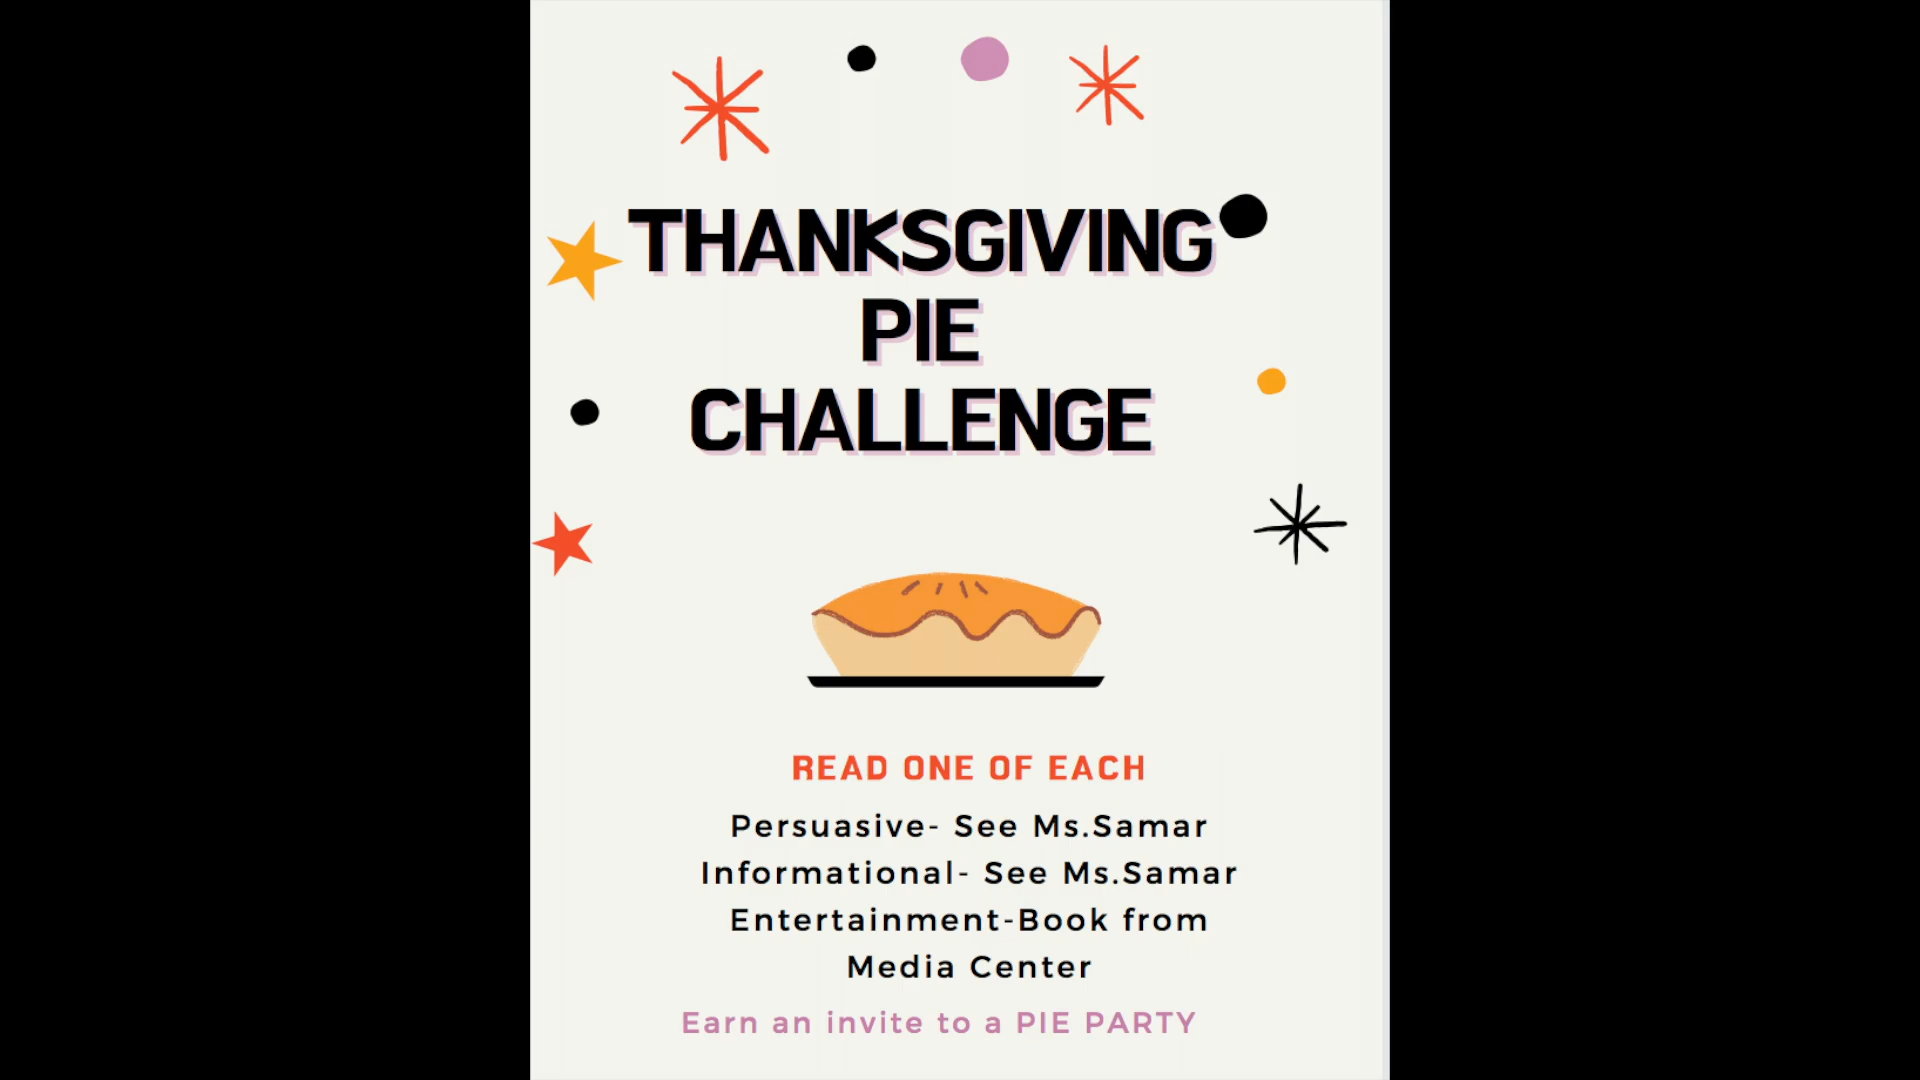 THANKSGIVING
PIE
CHALLENGE
READ ONE OF EACH
Persuasive- See Ms.Samar
Informational- See Ms.Samar
Entertainment-Book from
Media Center
Earn an invite to a PIE PARTY